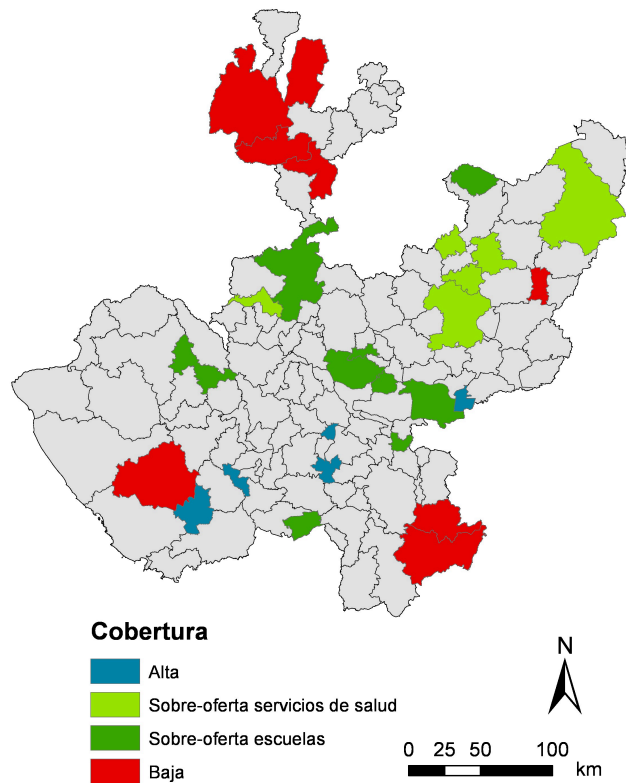 Cobertura
Alta
Sobre-oferta servicios de salud
Sobre-oferta escuelas
Baja
N
0 25 50 100
km